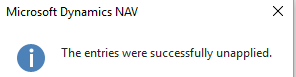 Microsoft Dynamics NAV
The entries were successfully unapplied.